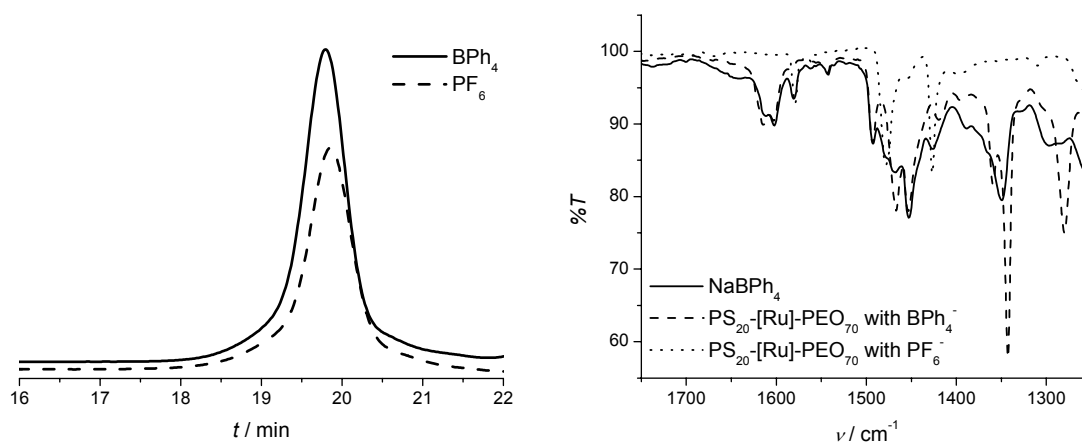 BPh₄
PF₆
16 17 18 19 20 21 22
t / min
100
90
80
70
60
%T
NaBPh₄
PS₂₀-[Ru]-PEO₇₀ with BPh₄⁻
PS₂₀-[Ru]-PEO₇₀ with PF₆⁻
1700 1600 1500 1400 1300
ν / cm⁻¹